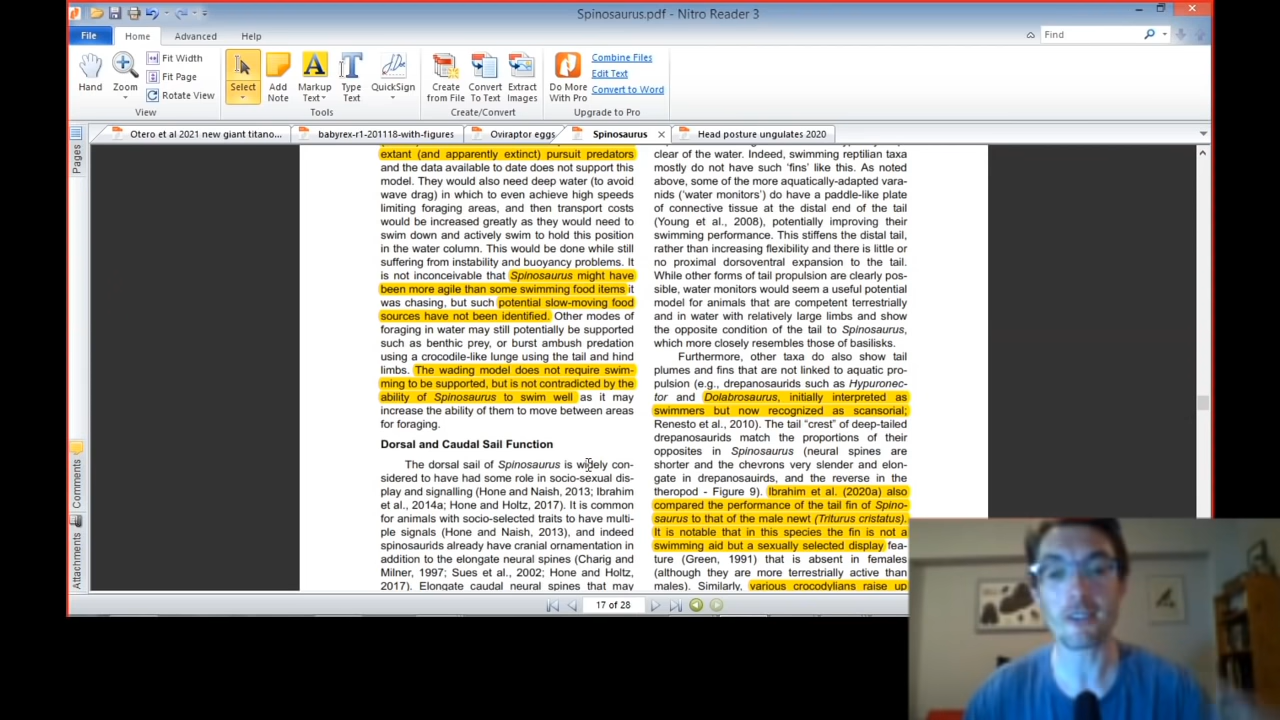 Spinosaurus.pdf - Nitro Reader 3
File Home Advanced Help
Find
Hand
Zoom
Fit Width
Fit Page
Rotate View
View
Select
Add Note
Markup Text
Type Text
QuickSign
Tools
Create from File
Convert To Text
Extract Images
Create/Convert
Do More With Pro
Combine Files
Edit Text
Convert to Word
Upgrade to Pro
Otero et al 2021 new giant titano...
babyrex-r1-201118-with-figures
Oviraptor eggs
Spinosaurus
Head posture ungulates 2020
Pages
Comments
Attachments
extant (and apparently extinct) pursuit predators
and the data available to date does not support this
model. They would also need deep water (to avoid
wave drag) in which to even achieve high speeds
limiting foraging areas, and then transport costs
would be increased greatly as they would need to
swim down and actively swim to hold this position
in the water column. This would be done while still
suffering from instability and buoyancy problems. It
is not inconceivable that Spinosaurus might have
been more agile than some swimming food items it
was chasing, but such potential slow-moving food
sources have not been identified. Other modes of
foraging in water may still potentially be supported
such as benthic prey, or burst ambush predation
using a crocodile-like lunge using the tail and hind
limbs. The wading model does not require swim-
ming to be supported, but is not contradicted by the
ability of Spinosaurus to swim well as it may
increase the ability of them to move between areas
for foraging.
Dorsal and Caudal Sail Function
The dorsal sail of Spinosaurus is widely con-
sidered to have had some role in socio-sexual dis-
play and signalling (Hone and Naish, 2013; Ibrahim
et al., 2014a; Hone and Holtz, 2017). It is common
for animals with socio-selected traits to have multi-
ple signals (Hone and Naish, 2013), and indeed
spinosaurids already have cranial ornamentation in
addition to the elongate neural spines (Charig and
Milner, 1997; Sues et al., 2002; Hone and Holtz,
2017). Elongate caudal neural spines that may
clear of the water. Indeed, swimming reptilian taxa
mostly do not have such 'fins' like this. As noted
above, some of the more aquatically-adapted vara-
nids ('water monitors') do have a paddle-like plate
of connective tissue at the distal end of the tail
(Young et al., 2008), potentially improving their
swimming performance. This stiffens the distal tail,
rather than increasing flexibility and there is little or
no proximal dorsoventral expansion to the tail.
While other forms of tail propulsion are clearly pos-
sible, water monitors would seem a useful potential
model for animals that are competent terrestrially
and in water with relatively large limbs and show
the opposite condition of the tail to Spinosaurus,
which more closely resembles those of basilisks.
Furthermore, other taxa do also show tail
plumes and fins that are not linked to aquatic pro-
pulsion (e.g., drepanosaurids such as Hypuronec-
tor and Dolabrosaurus, initially interpreted as
swimmers but now recognized as scansorial;
Renesto et al., 2010). The tail “crest” of deep-tailed
drepanosaurids match the proportions of their
opposites in Spinosaurus (neural spines are
shorter and the chevrons very slender and elon-
gate in drepanosauirds, and the reverse in the
theropod - Figure 9). Ibrahim et al. (2020a) also
compared the performance of the tail fin of Spino-
saurus to that of the male newt (Triturus cristatus).
It is notable that in this species the fin is not a
swimming aid but a sexually selected display fea-
ture (Green, 1991) that is absent in females
(although they are more terrestrially active than
males). Similarly, various crocodylians raise up
17 of 28